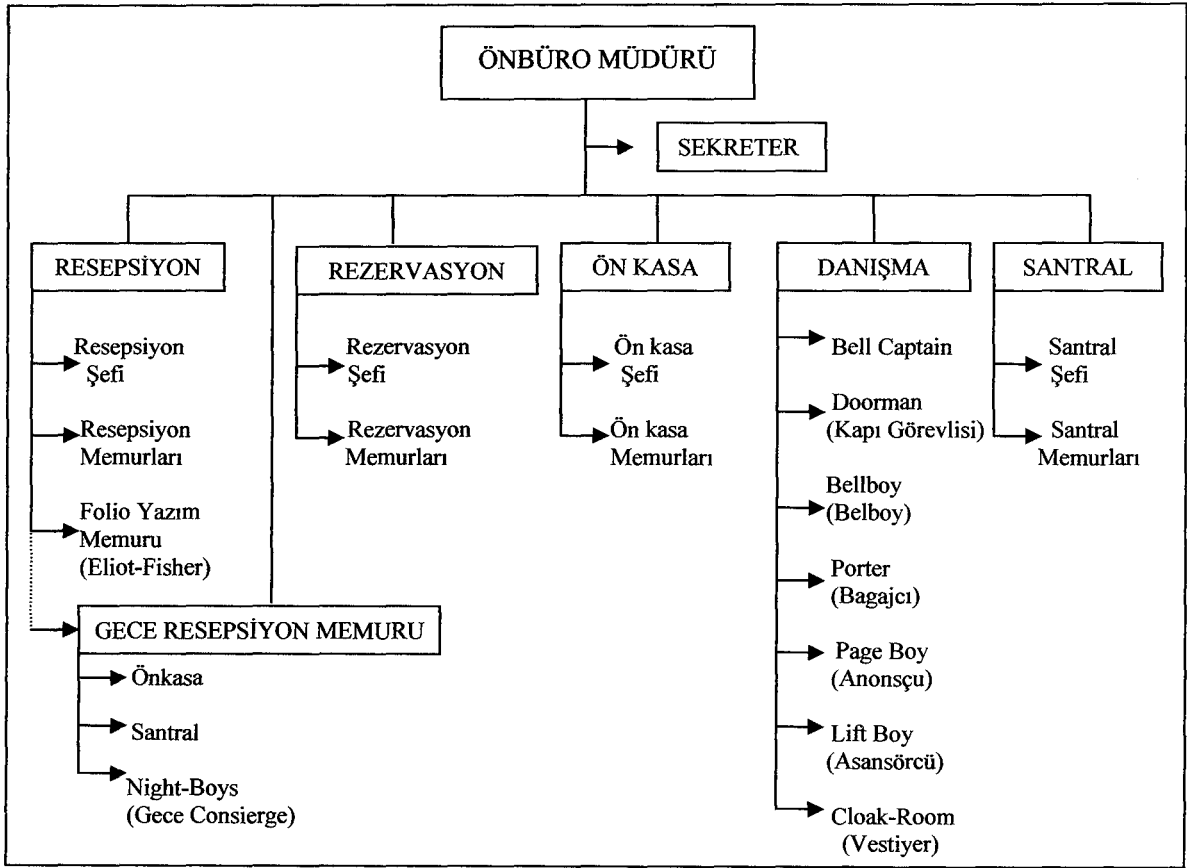 ÖNBÜRO MÜDÜRÜ
SEKRETER
RESEPSİYON
Resepsiyon
Şefi
Resepsiyon
Memurları
Folio Yazım
Memuru
(Eliot-Fisher)
GECE RESEPSİYON MEMURU
Önkasa
Santral
Night-Boys
(Gece Consierge)
REZERVASYON
Rezervasyon
Şefi
Rezervasyon
Memurları
ÖN KASA
Ön kasa
Şefi
Ön kasa
Memurları
DANIŞMA
Bell Captain
Doorman
(Kapı Görevlisi)
Bellboy
(Belboy)
Porter
(Bagajcı)
Page Boy
(Anonsçu)
Lift Boy
(Asansörcü)
Cloak-Room
(Vestiyer)
SANTRAL
Santral
Şefi
Santral
Memurları